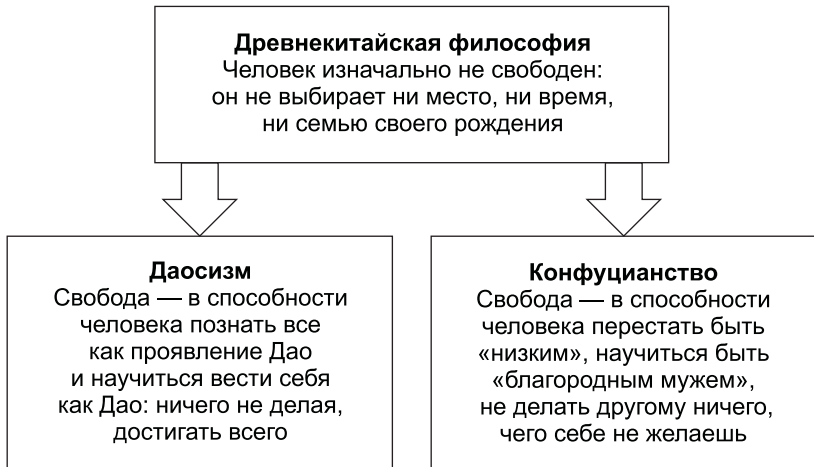 Древнекитайская философия
Человек изначально не свободен:
он не выбирает ни место, ни время,
ни семью своего рождения
Даосизм
Свобода — в способности
человека познать все
как проявление Дао
и научиться вести себя
как Дао: ничего не делая,
достигать всего
Конфуцианство
Свобода — в способности
человека перестать быть
«низким», научиться быть
«благородным мужем»,
не делать другому ничего,
чего себе не желаешь